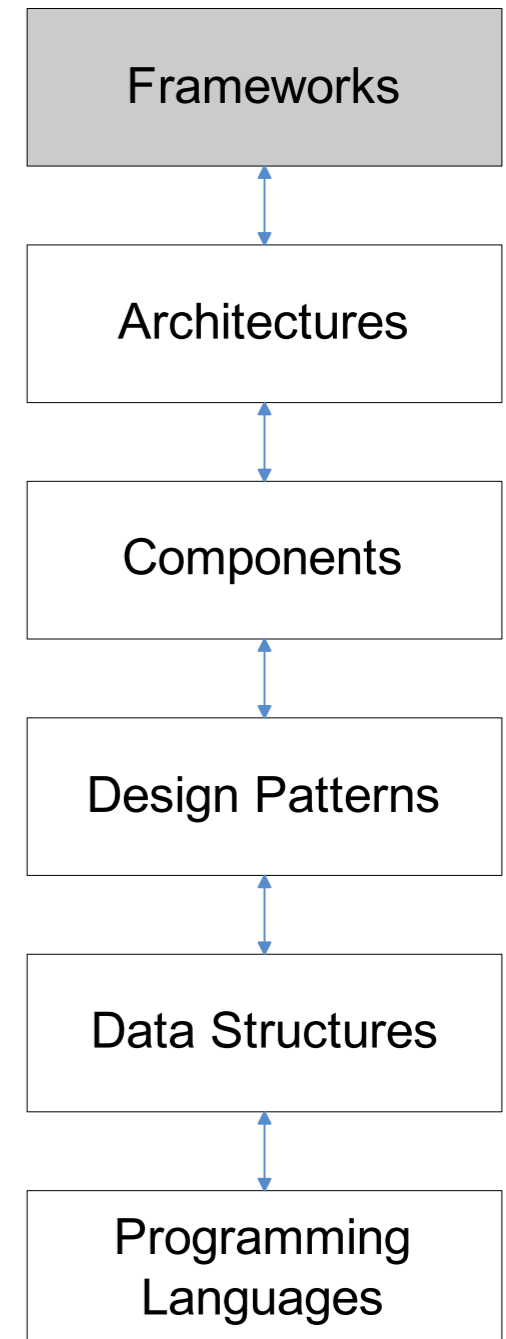 Frameworks
Architectures
Components
Design Patterns
Data Structures
Programming
Languages